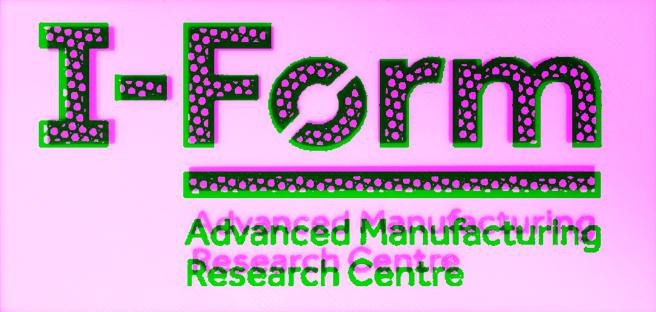 I-Form
Advanced Manufacturing
Research Centre